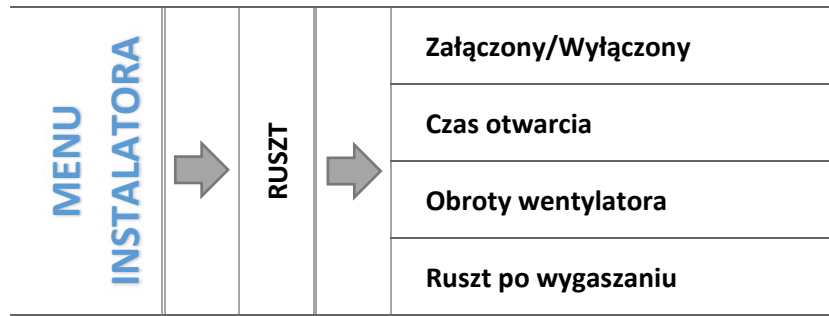 MENU
INSTALATORA
RUSZT
Załączony/Wyłączony
Czas otwarcia
Obroty wentylatora
Ruszt po wygaszaniu